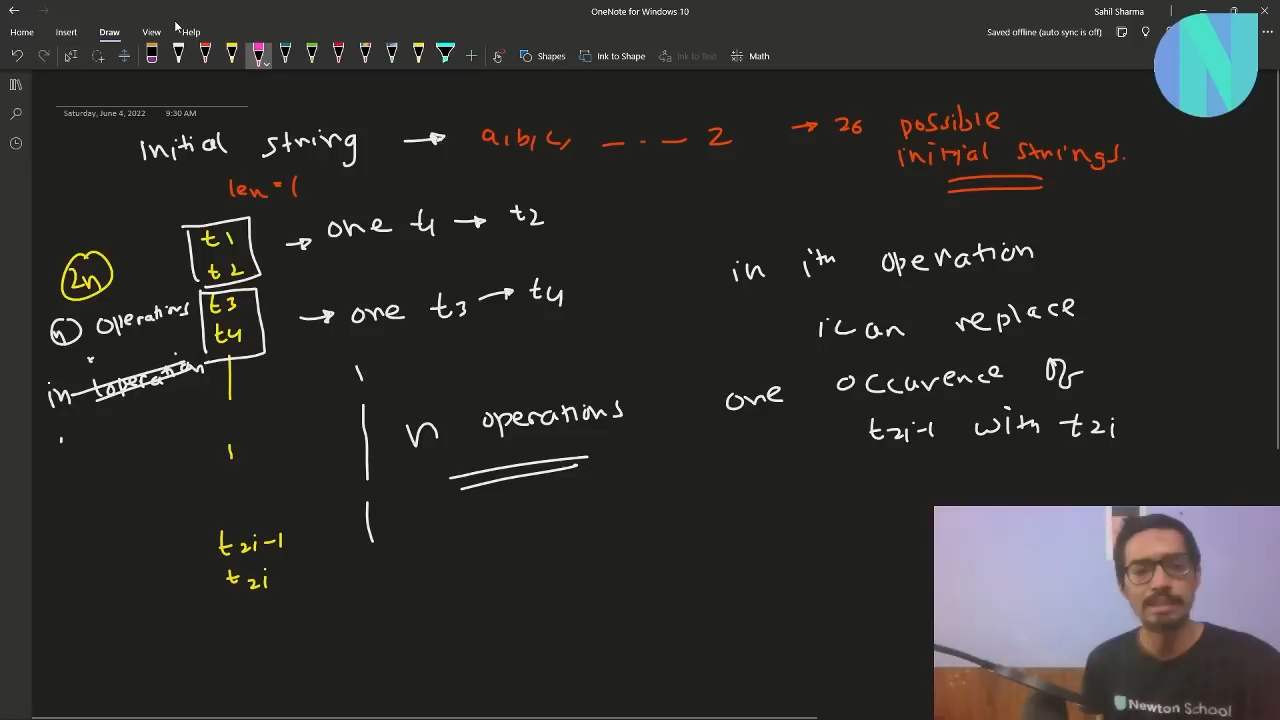 OneNote for Windows 10
Sahil Sharma
Home Insert Draw View Help
Saved offline (auto sync is off)
Shapes Ink to Shape Ink to Text Math
Saturday, June 4, 2022 9:30 AM
Initial string → a, b, c, – · – z → 26 possible
initial strings.
len = 1
t1 → one t1 → t2
t2
2n
n operations t3 → one t3 → t4
t4
in i operation
n operations
t2i-1
t2i
in ith operation
i can replace
one occurence of
t2i-1 with t2i
Newton School